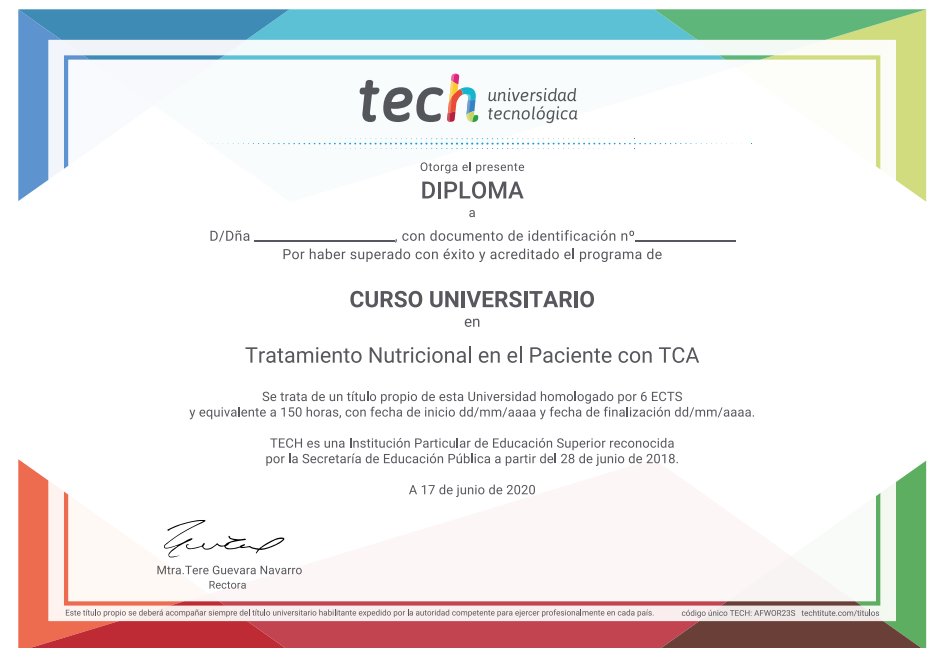 tech universidad
tecnológica
Otorga el presente
DIPLOMA
a
D/Dña ______________, con documento de identificación nº__________
Por haber superado con éxito y acreditado el programa de
CURSO UNIVERSITARIO
en
Tratamiento Nutricional en el Paciente con TCA
Se trata de un título propio de esta Universidad homologado por 6 ECTS
y equivalente a 150 horas, con fecha de inicio dd/mm/aaaa y fecha de finalización dd/mm/aaaa.
TECH es una Institución Particular de Educación Superior reconocida
por la Secretaría de Educación Pública a partir del 28 de junio de 2018.
A 17 de junio de 2020
Mtra.Tere Guevara Navarro
Rectora
Este título propio se deberá acompañar siempre del título universitario habilitante expedido por la autoridad competente para ejercer profesionalmente en cada país. código único TECH: AFWOR23S techtitute.com/titulos